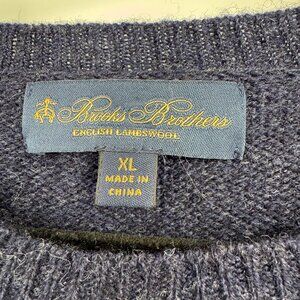 Brooks Brothers
ENGLISH LAMBSWOOL
XL
MADE IN
CHINA